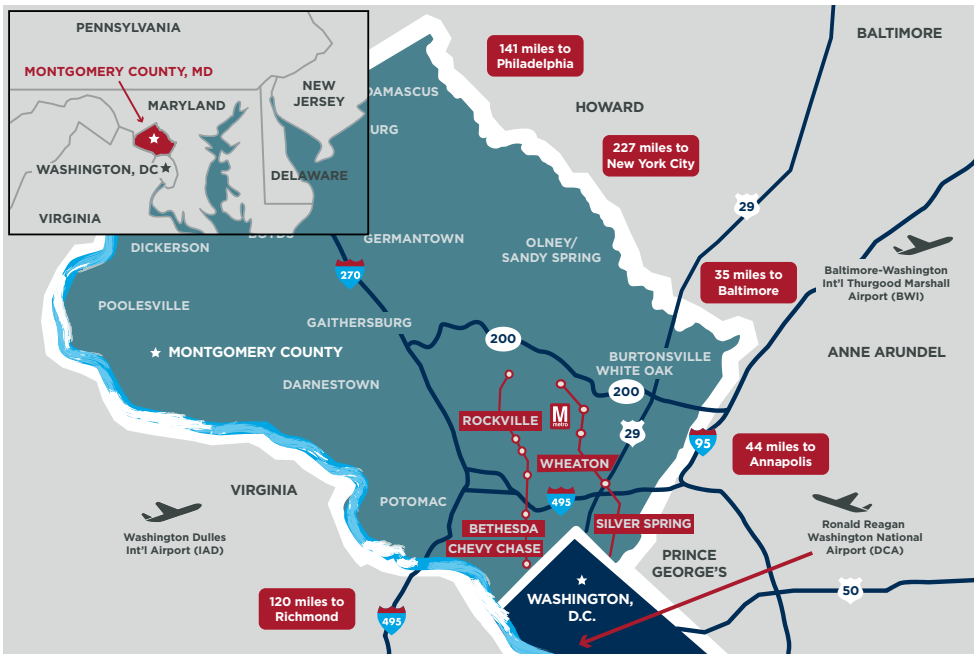 PENNSYLVANIA
MONTGOMERY COUNTY, MD
MARYLAND
NEW
JERSEY
WASHINGTON, DC
DELAWARE
VIRGINIA
141 miles to
Philadelphia
BALTIMORE
HOWARD
227 miles to
New York City
DAMASCUS
URG
29
DICKERSON
BOYDS
GERMANTOWN
OLNEY/
SANDY SPRING
270
35 miles to
Baltimore
Baltimore-Washington
Int'l Thurgood Marshall
Airport (BWI)
POOLESVILLE
GAITHERSBURG
200
MONTGOMERY COUNTY
BURTONSVILLE
WHITE OAK
ANNE ARUNDEL
DARNESTOWN
200
ROCKVILLE
M
metro
29
95
44 miles to
Annapolis
WHEATON
VIRGINIA
POTOMAC
495
Washington Dulles
Int'l Airport (IAD)
BETHESDA
CHEVY CHASE
SILVER SPRING
Ronald Reagan
Washington National
Airport (DCA)
PRINCE
GEORGE'S
120 miles to
Richmond
495
WASHINGTON,
D.C.
50